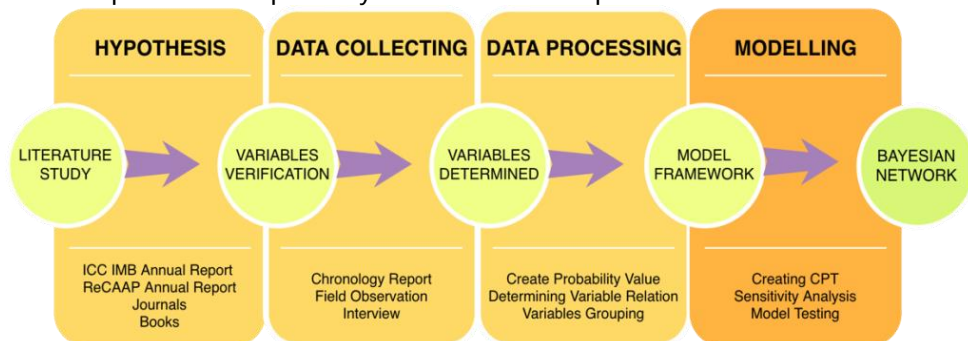 HYPOTHESIS
DATA COLLECTING
DATA PROCESSING
MODELLING
LITERATURE
STUDY
VARIABLES
VERIFICATION
VARIABLES
DETERMINED
MODEL
FRAMEWORK
BAYESIAN
NETWORK
ICC IMB Annual Report
ReCAAP Annual Report
Journals
Books
Chronology Report
Field Observation
Interview
Create Probability Value
Determining Variable Relation
Variables Grouping
Creating CPT
Sensitivity Analysis
Model Testing